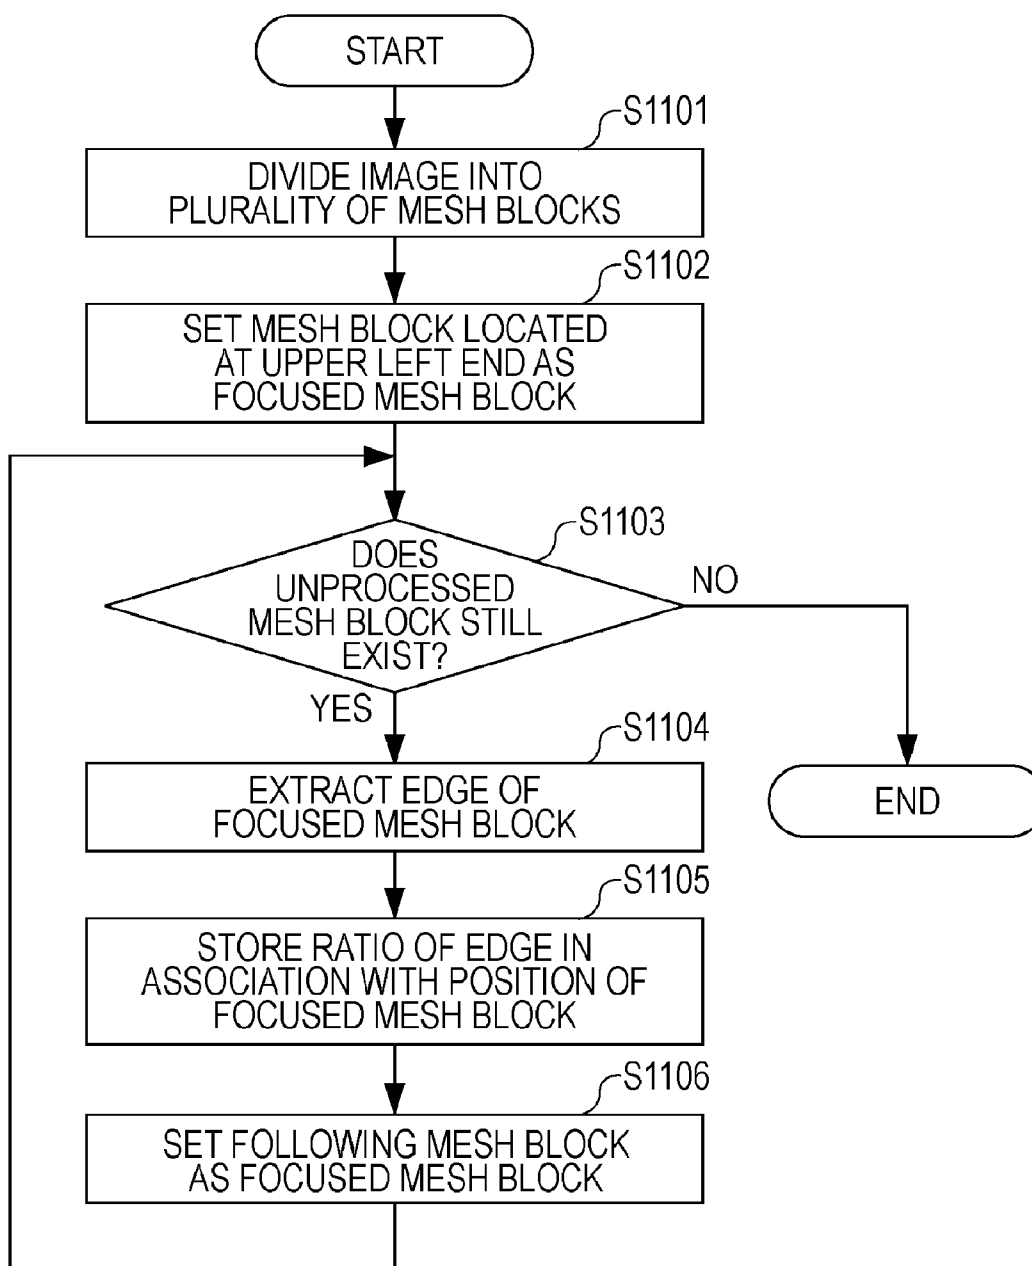 START
S1101
DIVIDE IMAGE INTO
PLURALITY OF MESH BLOCKS
S1102
SET MESH BLOCK LOCATED
AT UPPER LEFT END AS
FOCUSED MESH BLOCK
S1103
DOES
UNPROCESSED
MESH BLOCK STILL
EXIST?
NO
YES
S1104
EXTRACT EDGE OF
FOCUSED MESH BLOCK
END
S1105
STORE RATIO OF EDGE IN
ASSOCIATION WITH POSITION OF
FOCUSED MESH BLOCK
S1106
SET FOLLOWING MESH BLOCK
AS FOCUSED MESH BLOCK